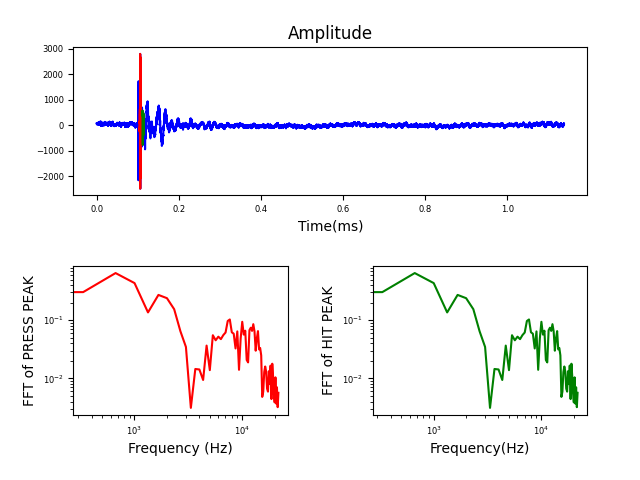 Amplitude
3000
2000
1000
0
−1000
−2000
0.0 0.2 0.4 0.6 0.8 1.0
Time(ms)
FFT of PRESS PEAK
10⁻¹
10⁻²
10³ 10⁴
Frequency (Hz)
FFT of HIT PEAK
10⁻¹
10⁻²
10³ 10⁴
Frequency(Hz)